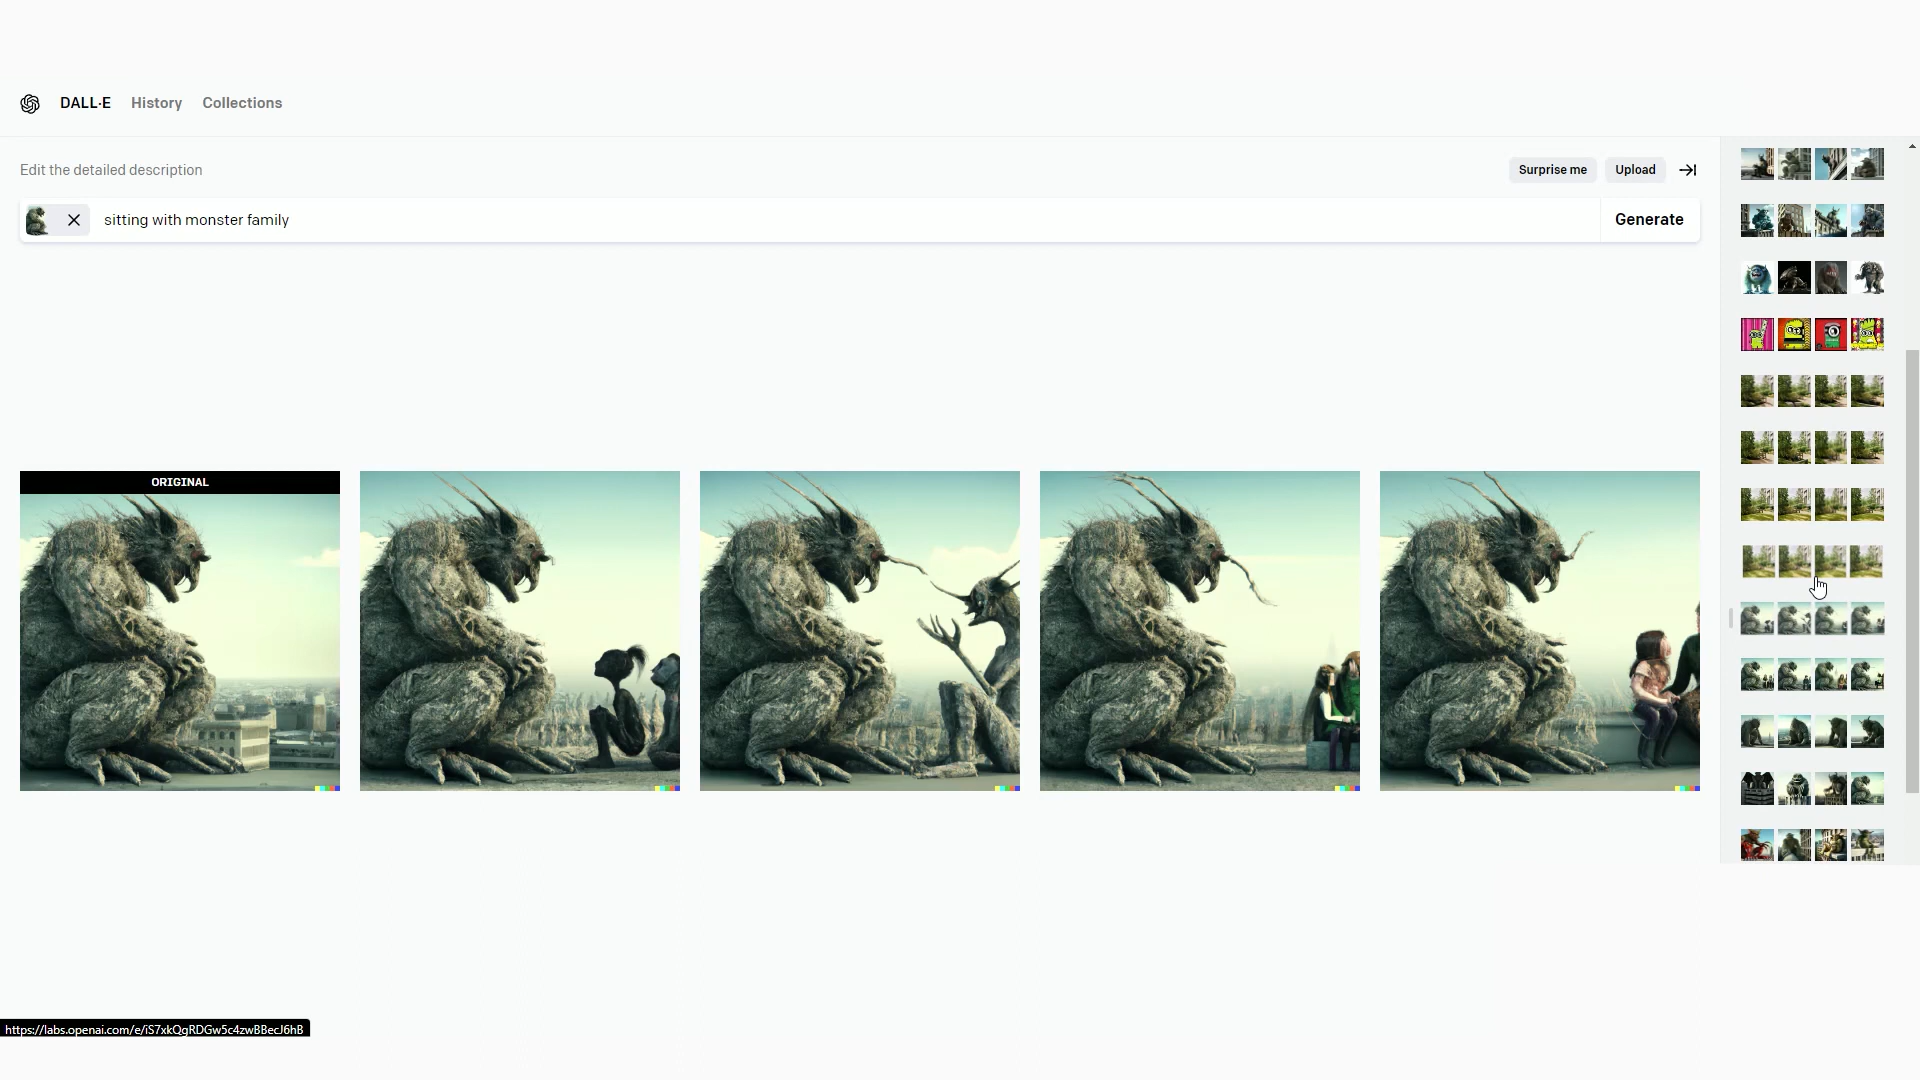 DALL·E History Collections
Edit the detailed description
Surprise me Upload
sitting with monster family
Generate
ORIGINAL
https://labs.openai.com/e/iS7xkQgRDGw5c4zwBBecJ6hB